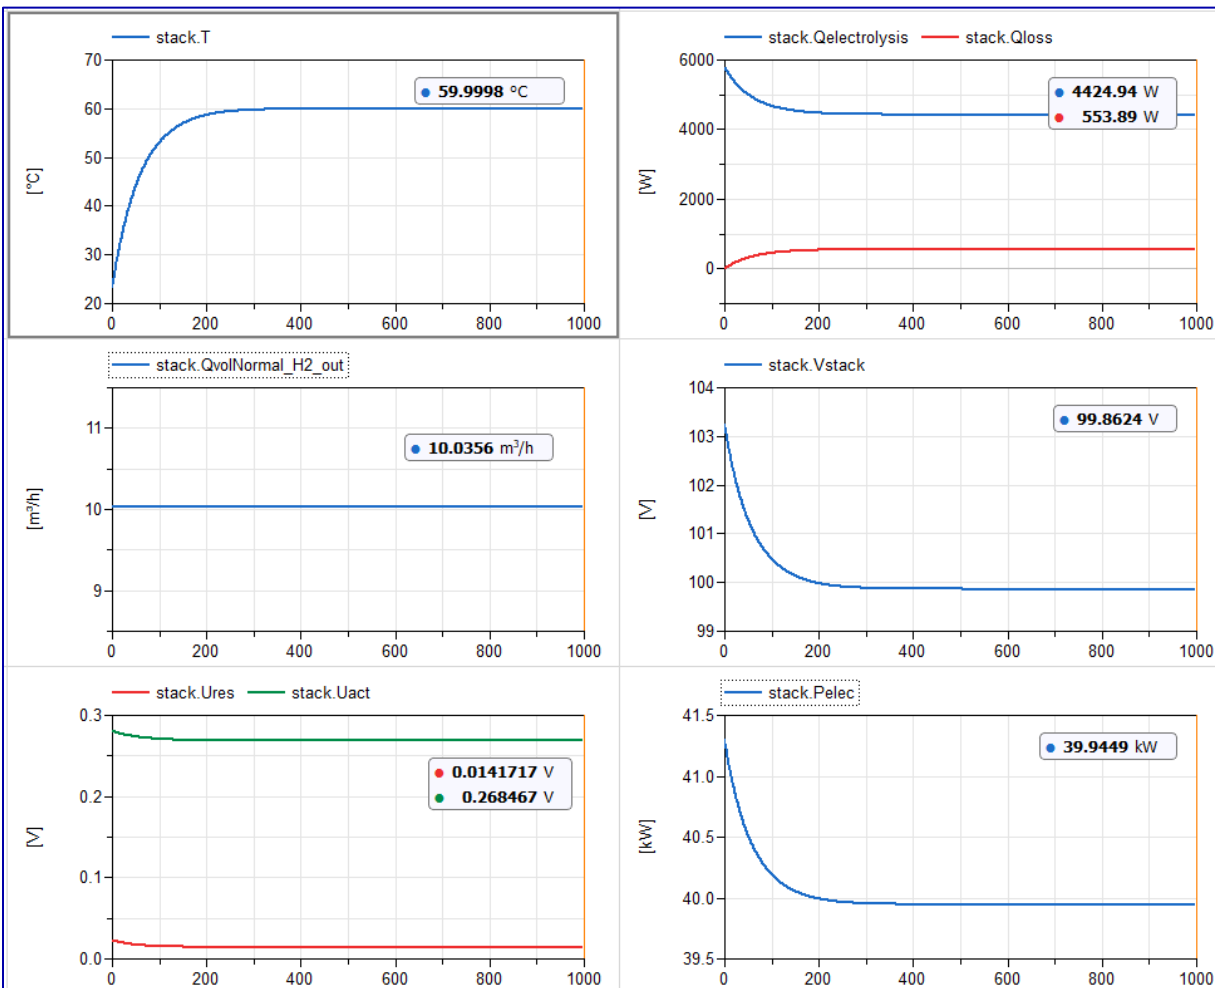 stack.T
70
60
50
40
30
20
[°C]
59.9998 °C
0 200 400 600 800 1000
stack.Qelectrolysis stack.Qloss
6000
4000
2000
0
[W]
4424.94 W
553.89 W
0 200 400 600 800 1000
stack.QvolNormal_H2_out
11
10
9
[m³/h]
10.0356 m³/h
0 200 400 600 800 1000
stack.Vstack
104
103
102
101
100
99
[V]
99.8624 V
0 200 400 600 800 1000
stack.Ures stack.Uact
0.3
0.2
0.1
0.0
[V]
0.0141717 V
0.268467 V
0 200 400 600 800 1000
stack.Pelec
41.5
41.0
40.5
40.0
39.5
[kW]
39.9449 kW
0 200 400 600 800 1000